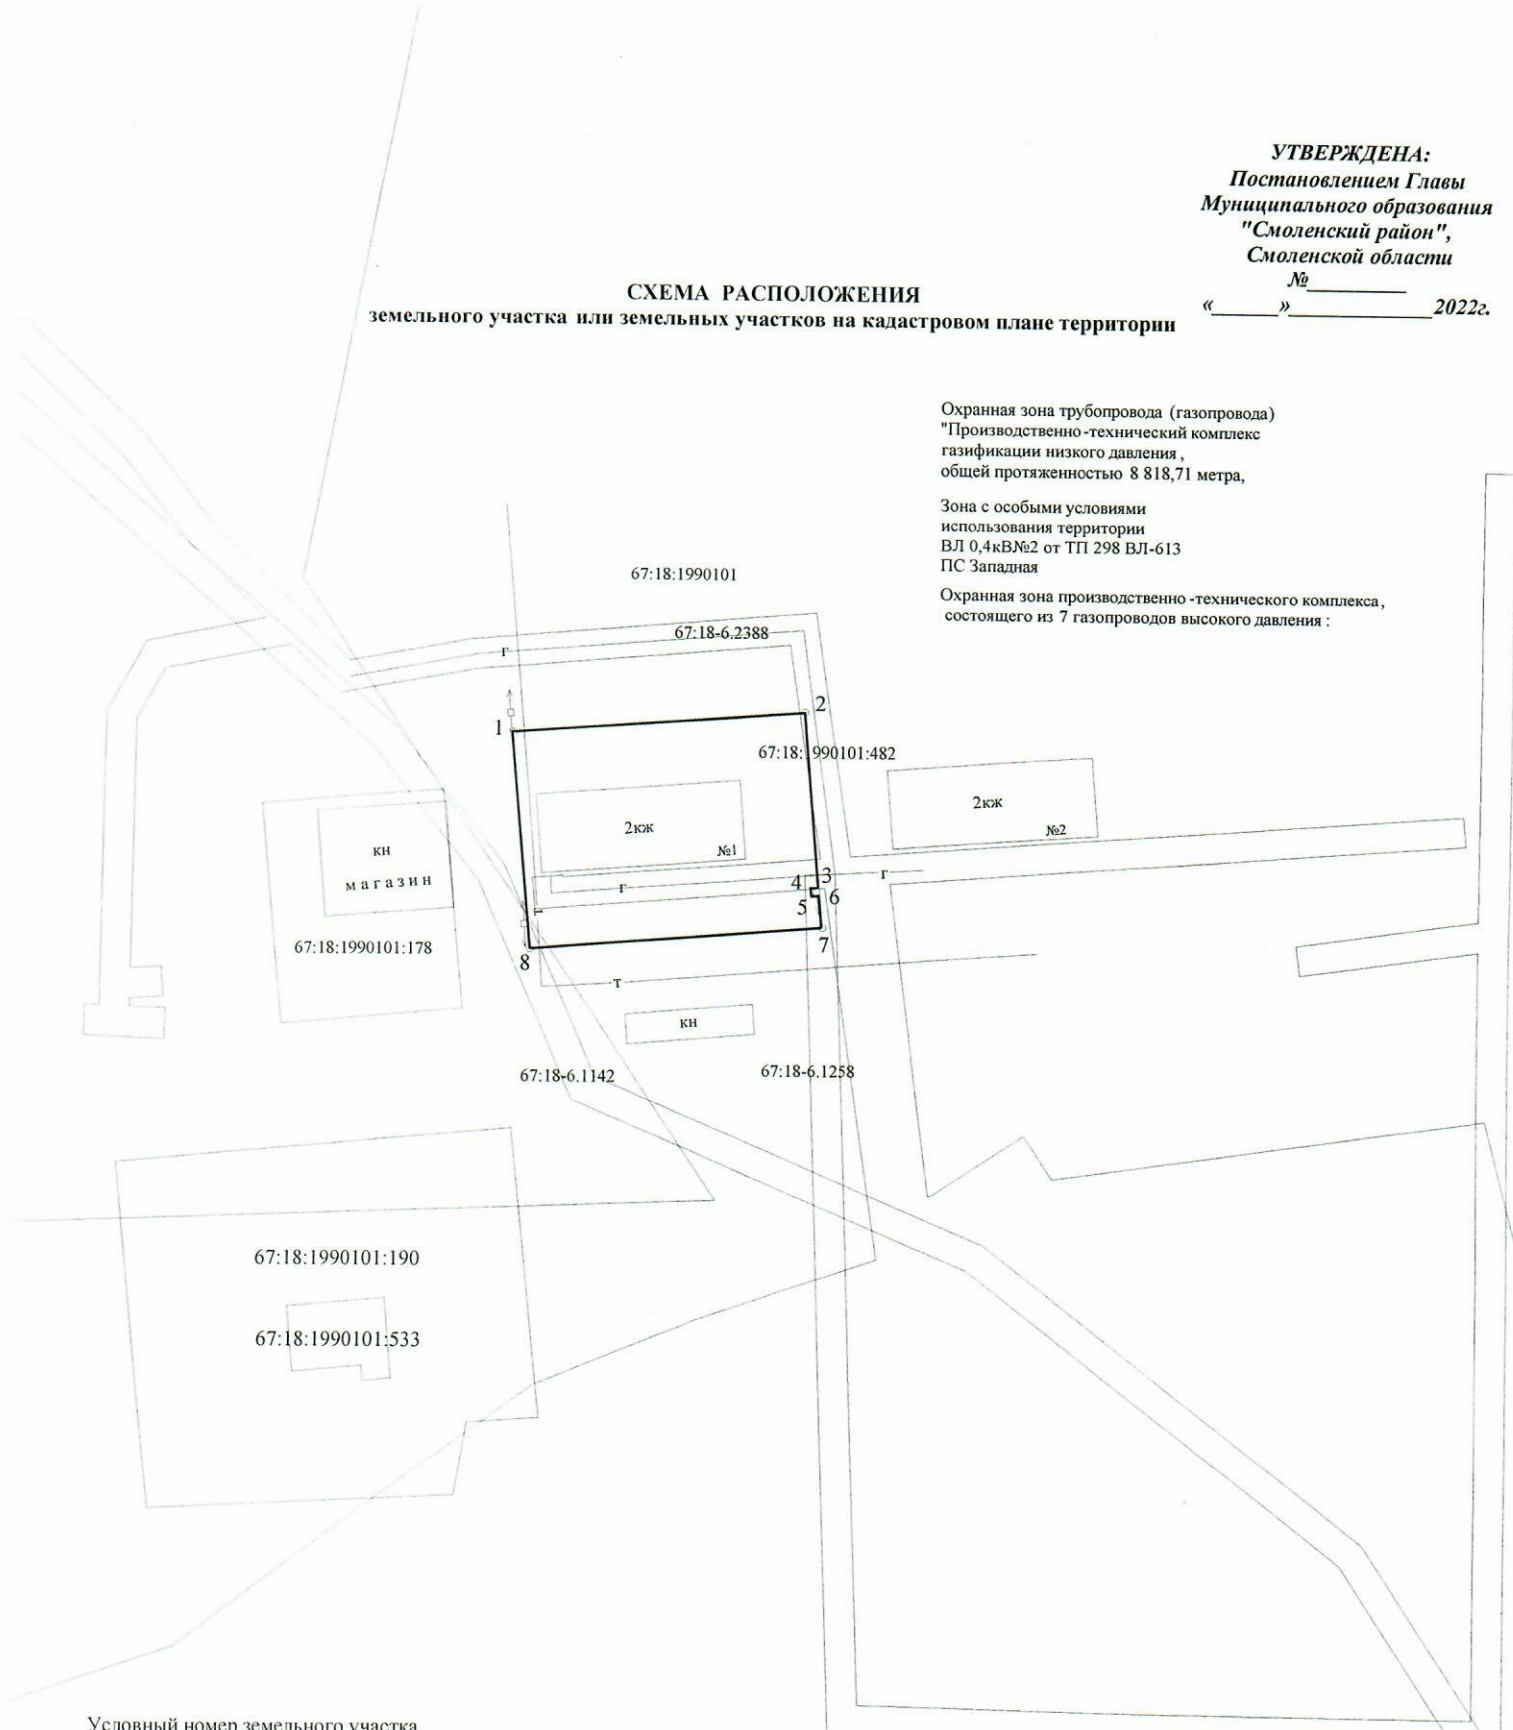 УТВЕРЖДЕНА:
Постановлением Главы
Муниципального образования
"Смоленский район",
Смоленской области
№__________
«______»_____________2022г.
СХЕМА РАСПОЛОЖЕНИЯ
земельного участка или земельных участков на кадастровом плане территории
Охранная зона трубопровода (газопровода)
"Производственно-технический комплекс
газификации низкого давления,
общей протяженностью 8 818,71 метра,
Зона с особыми условиями
использования территории
ВЛ 0,4кВ№2 от ТП 298 ВЛ-613
ПС Западная
Охранная зона производственно-технического комплекса,
состоящего из 7 газопроводов высокого давления :
67:18:1990101
67:18-6.2388
г
1
2
67:18:1990101:482
2кж
№1
2кж
№2
кн
магазин
67:18:1990101:178
г
г
3
4
5
6
7
8
т
т
кн
67:18-6.1142
67:18-6.1258
67:18:1990101:190
67:18:1990101:533
Условный номер земельного участка